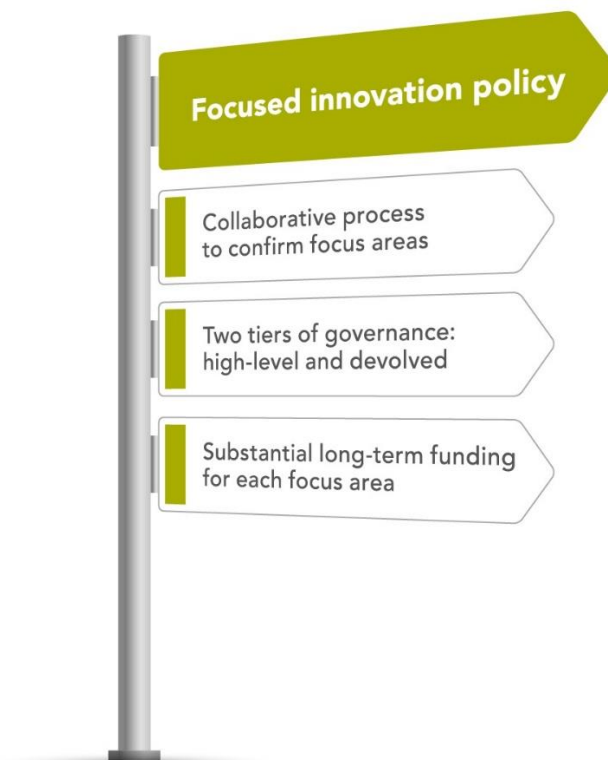 Focused innovation policy
Collaborative process
to confirm focus areas
Two tiers of governance:
high-level and devolved
Substantial long-term funding
for each focus area